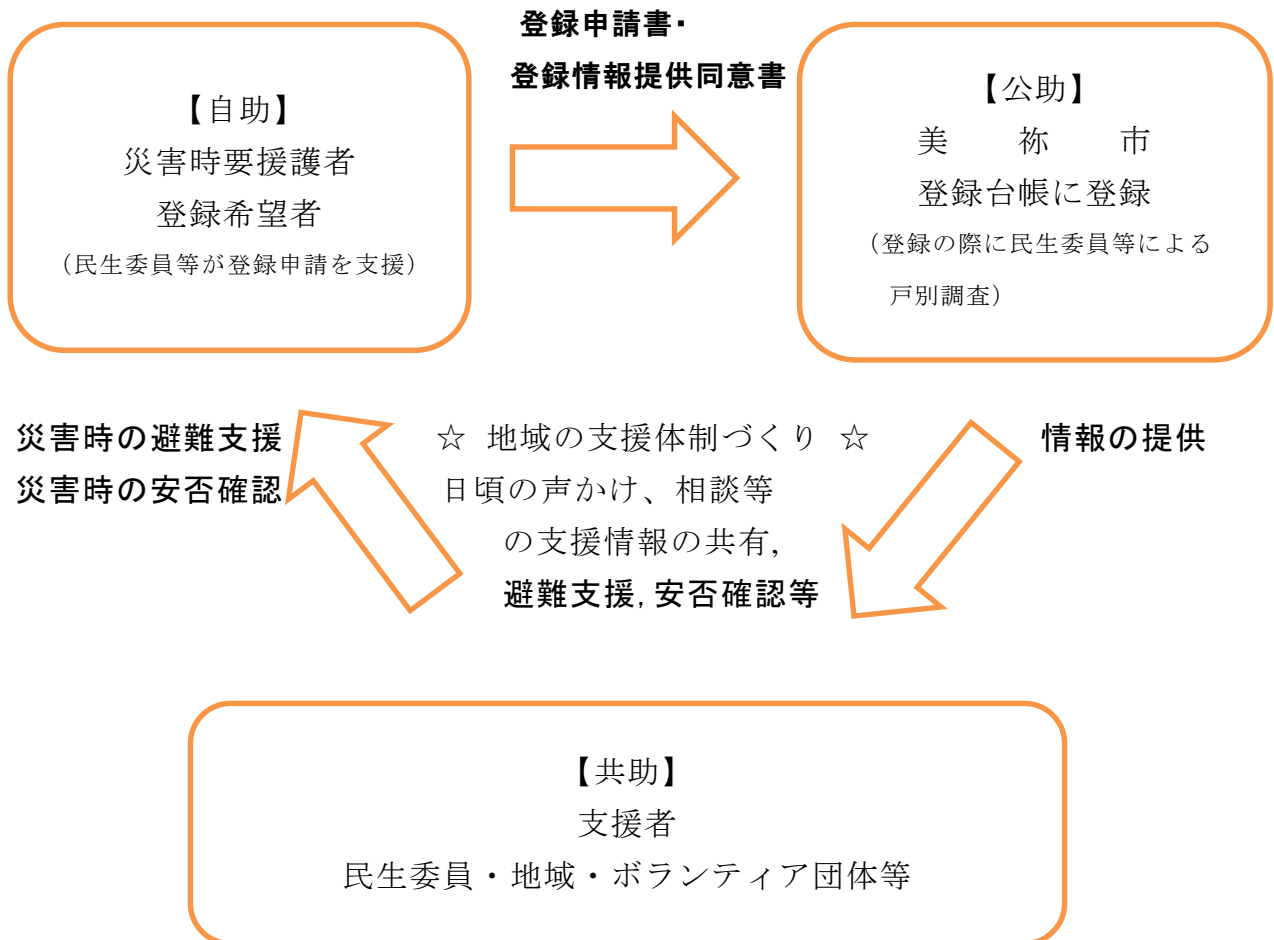 登録申請書・
登録情報提供同意書
【自助】
災害時要援護者
登録希望者
(民生委員等が登録申請を支援)
【公助】
美　祢　市
登録台帳に登録
(登録の際に民生委員等による
戸別調査)
災害時の避難支援
災害時の安否確認
☆ 地域の支援体制づくり ☆
日頃の声かけ、相談等
の支援情報の共有,
避難支援,安否確認等
情報の提供
【共助】
支援者
民生委員・地域・ボランティア団体等